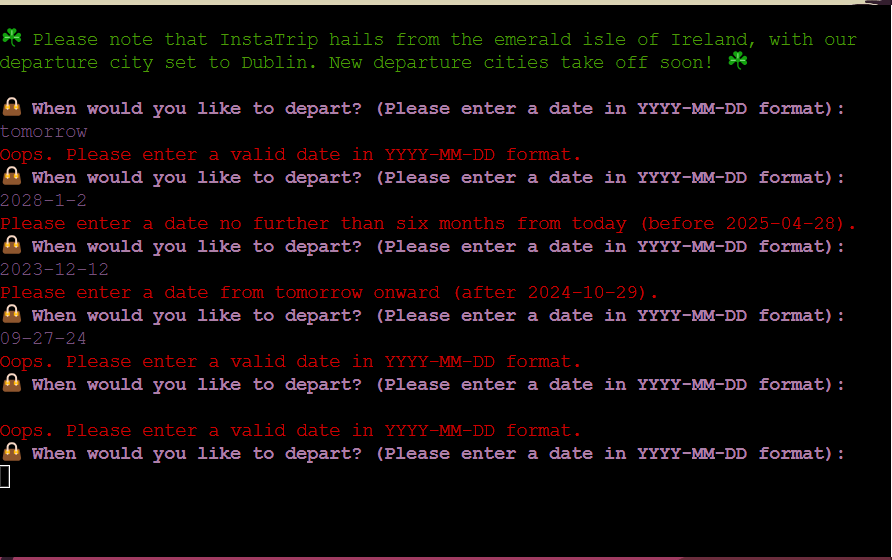 ☘️ Please note that InstaTrip hails from the emerald isle of Ireland, with our
departure city set to Dublin. New departure cities take off soon! ☘️
👜 When would you like to depart? (Please enter a date in YYYY-MM-DD format):
tomorrow
Oops. Please enter a valid date in YYYY-MM-DD format.
👜 When would you like to depart? (Please enter a date in YYYY-MM-DD format):
2028-1-2
Please enter a date no further than six months from today (before 2025-04-28).
👜 When would you like to depart? (Please enter a date in YYYY-MM-DD format):
2023-12-12
Please enter a date from tomorrow onward (after 2024-10-29).
👜 When would you like to depart? (Please enter a date in YYYY-MM-DD format):
09-27-24
Oops. Please enter a valid date in YYYY-MM-DD format.
👜 When would you like to depart? (Please enter a date in YYYY-MM-DD format):
Oops. Please enter a valid date in YYYY-MM-DD format.
👜 When would you like to depart? (Please enter a date in YYYY-MM-DD format):